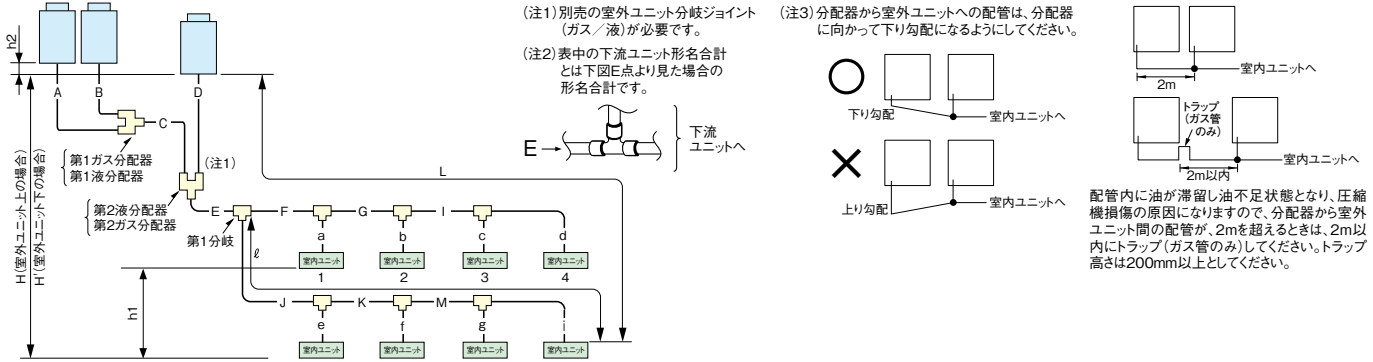 h2
A
B
C
D
第1ガス分配器
第1液分配器
(注1)
第2液分配器
第2ガス分配器
E
第1分岐
F
G
I
L
ℓ
a
b
c
d
室内ユニット
室内ユニット
室内ユニット
室内ユニット
1
2
3
4
J
K
M
e
f
g
i
室内ユニット
室内ユニット
室内ユニット
室内ユニット
h1
H(室外ユニット上の場合)
H'(室外ユニット下の場合)
(注1)別売の室外ユニット分岐ジョイント
(ガス/液)が必要です。
(注2)表中の下流ユニット形名合計
とは下図E点より見た場合の
形名合計です。
E
下流
ユニットへ
(注3)分配器から室外ユニットへの配管は、分配器
に向かって下り勾配になるようにしてください。
下り勾配
室内ユニットへ
上り勾配
室内ユニットへ
室内ユニットへ
2m
トラップ
(ガス管
のみ)
室内ユニットへ
2m以内
配管内に油が滞留し油不足状態となり、圧縮
機損傷の原因になりますので、分配器から室外
ユニット間の配管が、2mを超えるときは、2m以
内にトラップ(ガス管のみ)してください。トラップ
高さは200mm以上としてください。